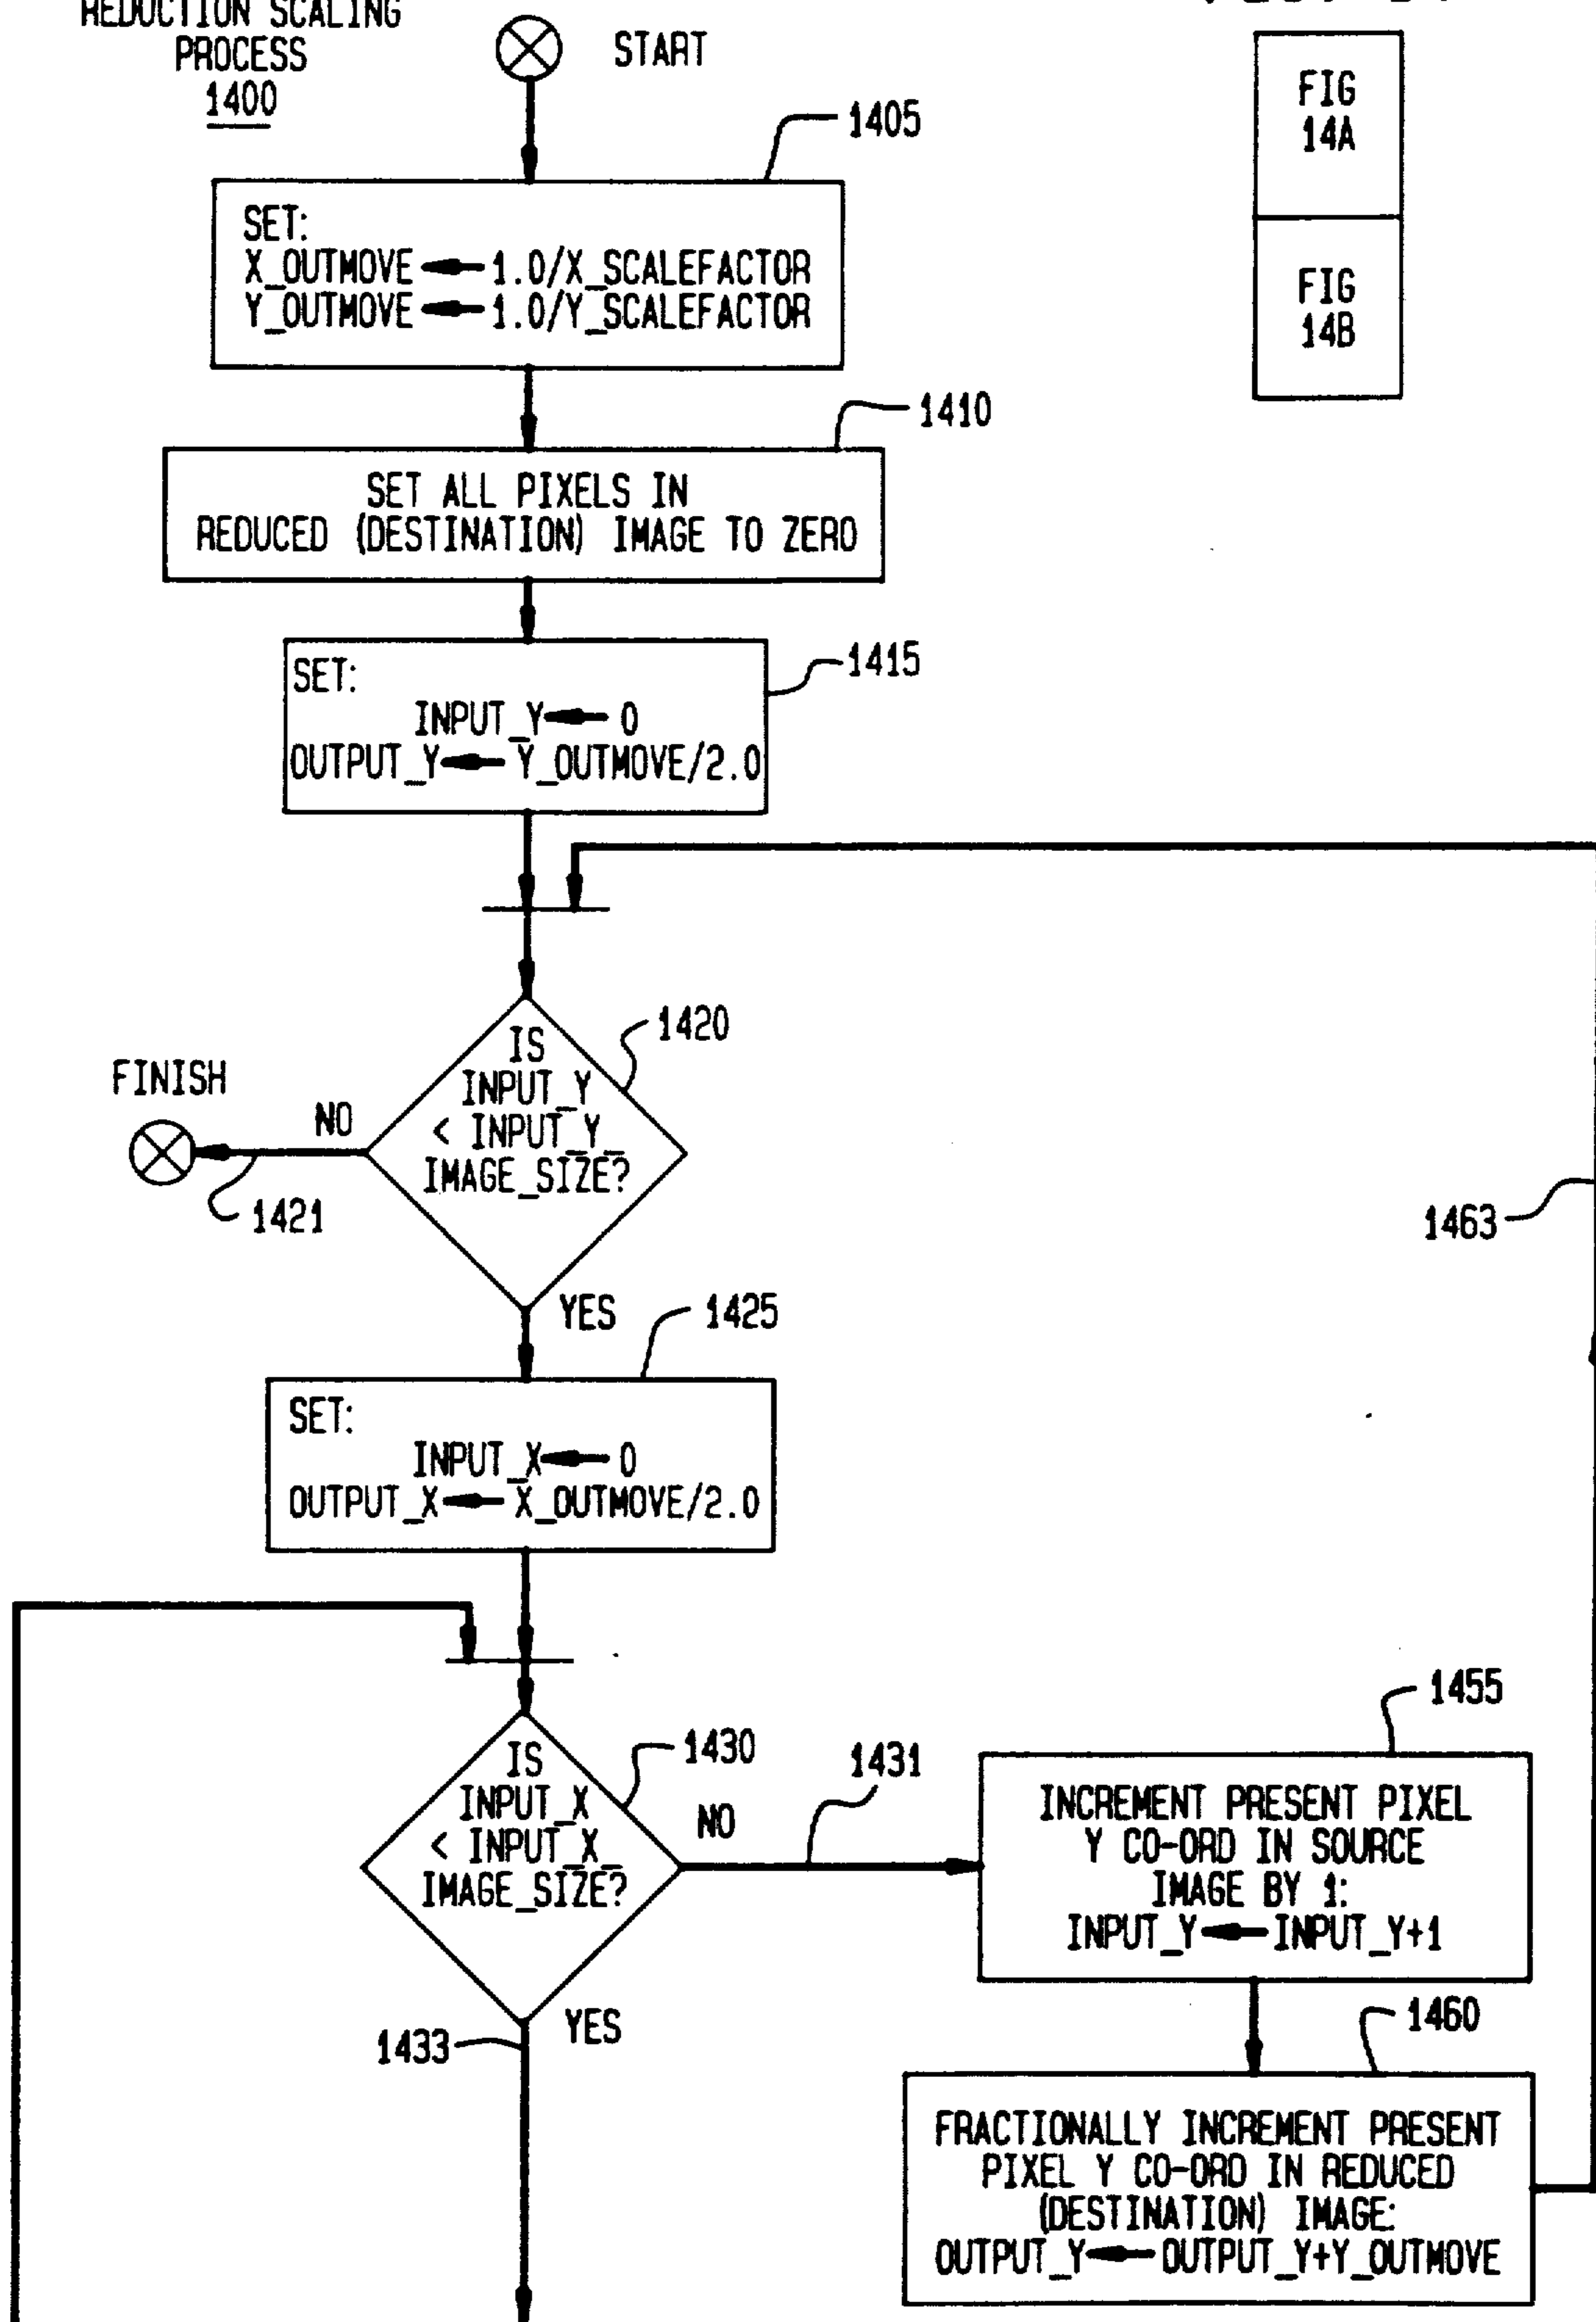 REDUCTION SCALING
PROCESS
1400
START
FIG
14A
FIG
14B
1405
SET:
X_OUTMOVE ← 1.0/X_SCALEFACTOR
Y_OUTMOVE ← 1.0/Y_SCALEFACTOR
1410
SET ALL PIXELS IN
REDUCED (DESTINATION) IMAGE TO ZERO
1415
SET:
INPUT_Y ← 0
OUTPUT_Y ← Y_OUTMOVE/2.0
1420
IS
INPUT_Y
< INPUT_Y_
IMAGE_SIZE?
FINISH
NO
1421
1463
YES
1425
SET:
INPUT_X ← 0
OUTPUT_X ← X_OUTMOVE/2.0
1430
IS
INPUT_X
< INPUT_X_
IMAGE_SIZE?
NO
1431
1455
INCREMENT PRESENT PIXEL
Y CO-ORD IN SOURCE
IMAGE BY 1:
INPUT_Y ← INPUT_Y+1
YES
1433
1460
FRACTIONALLY INCREMENT PRESENT
PIXEL Y CO-ORD IN REDUCED
(DESTINATION) IMAGE:
OUTPUT_Y ← OUTPUT_Y+Y_OUTMOVE